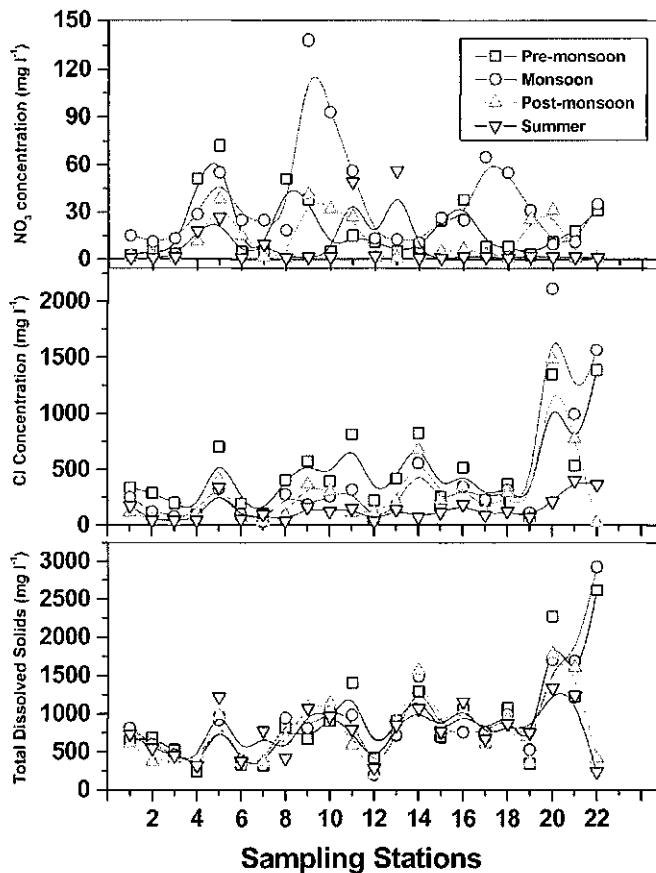 NO3 concentration (mg l-1)
150
120
90
60
30
0
Pre-monsoon
Monsoon
Post-monsoon
Summer
Cl Concentration (mg l-1)
2000
1500
1000
500
0
Total Dissolved Solids (mg l-1)
3000
2500
2000
1500
1000
500
0
2 4 6 8 10 12 14 16 18 20 22
Sampling Stations